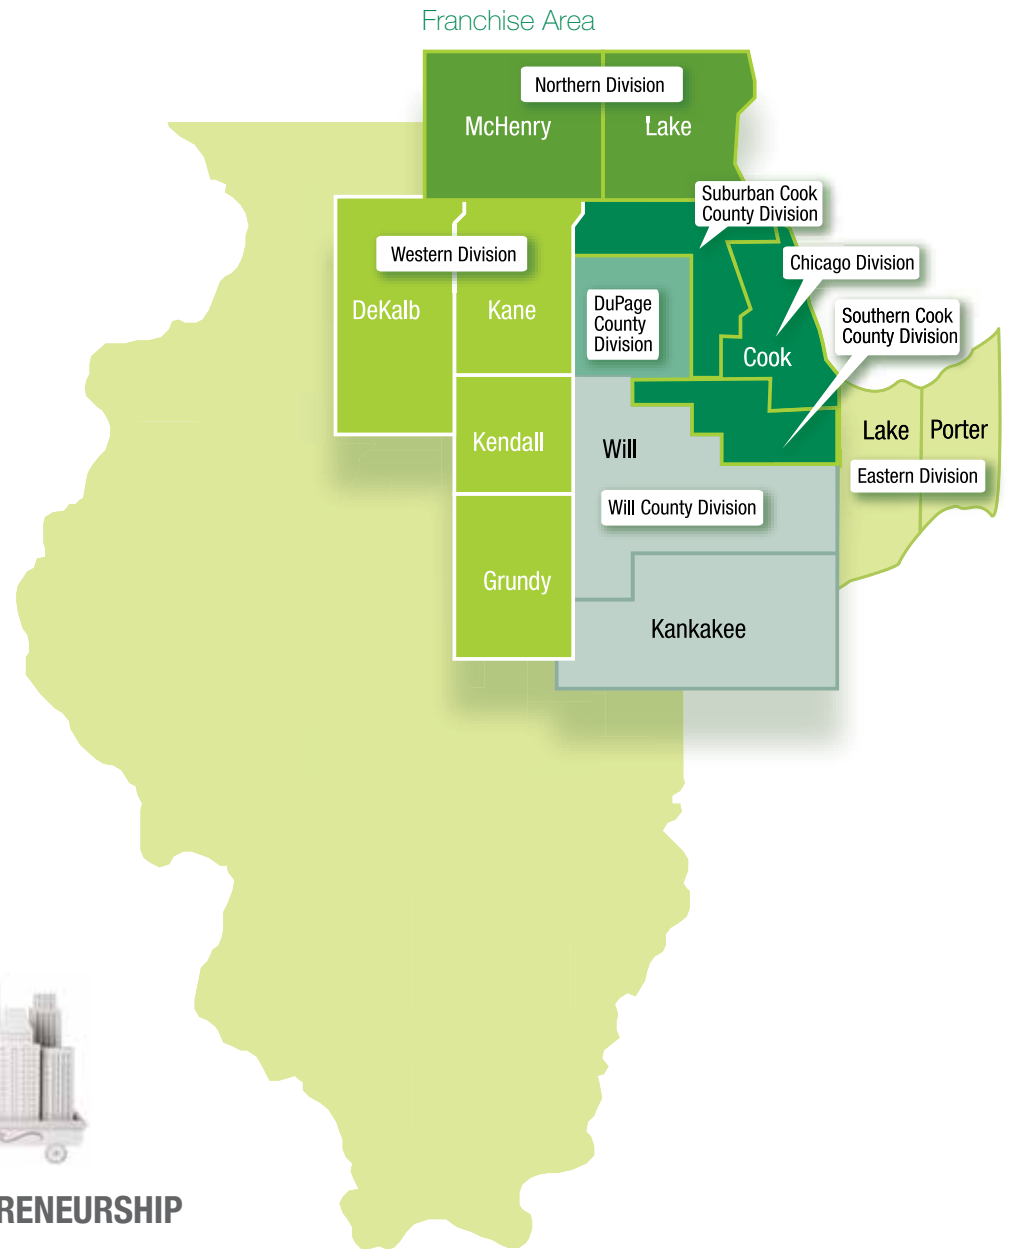 Franchise Area
Northern Division
McHenry
Lake
Suburban Cook
County Division
Western Division
Chicago Division
DeKalb
Kane
DuPage
County
Division
Southern Cook
County Division
Cook
Lake
Porter
Kendall
Will
Eastern Division
Will County Division
Grundy
Kankakee
RENEURSHIP